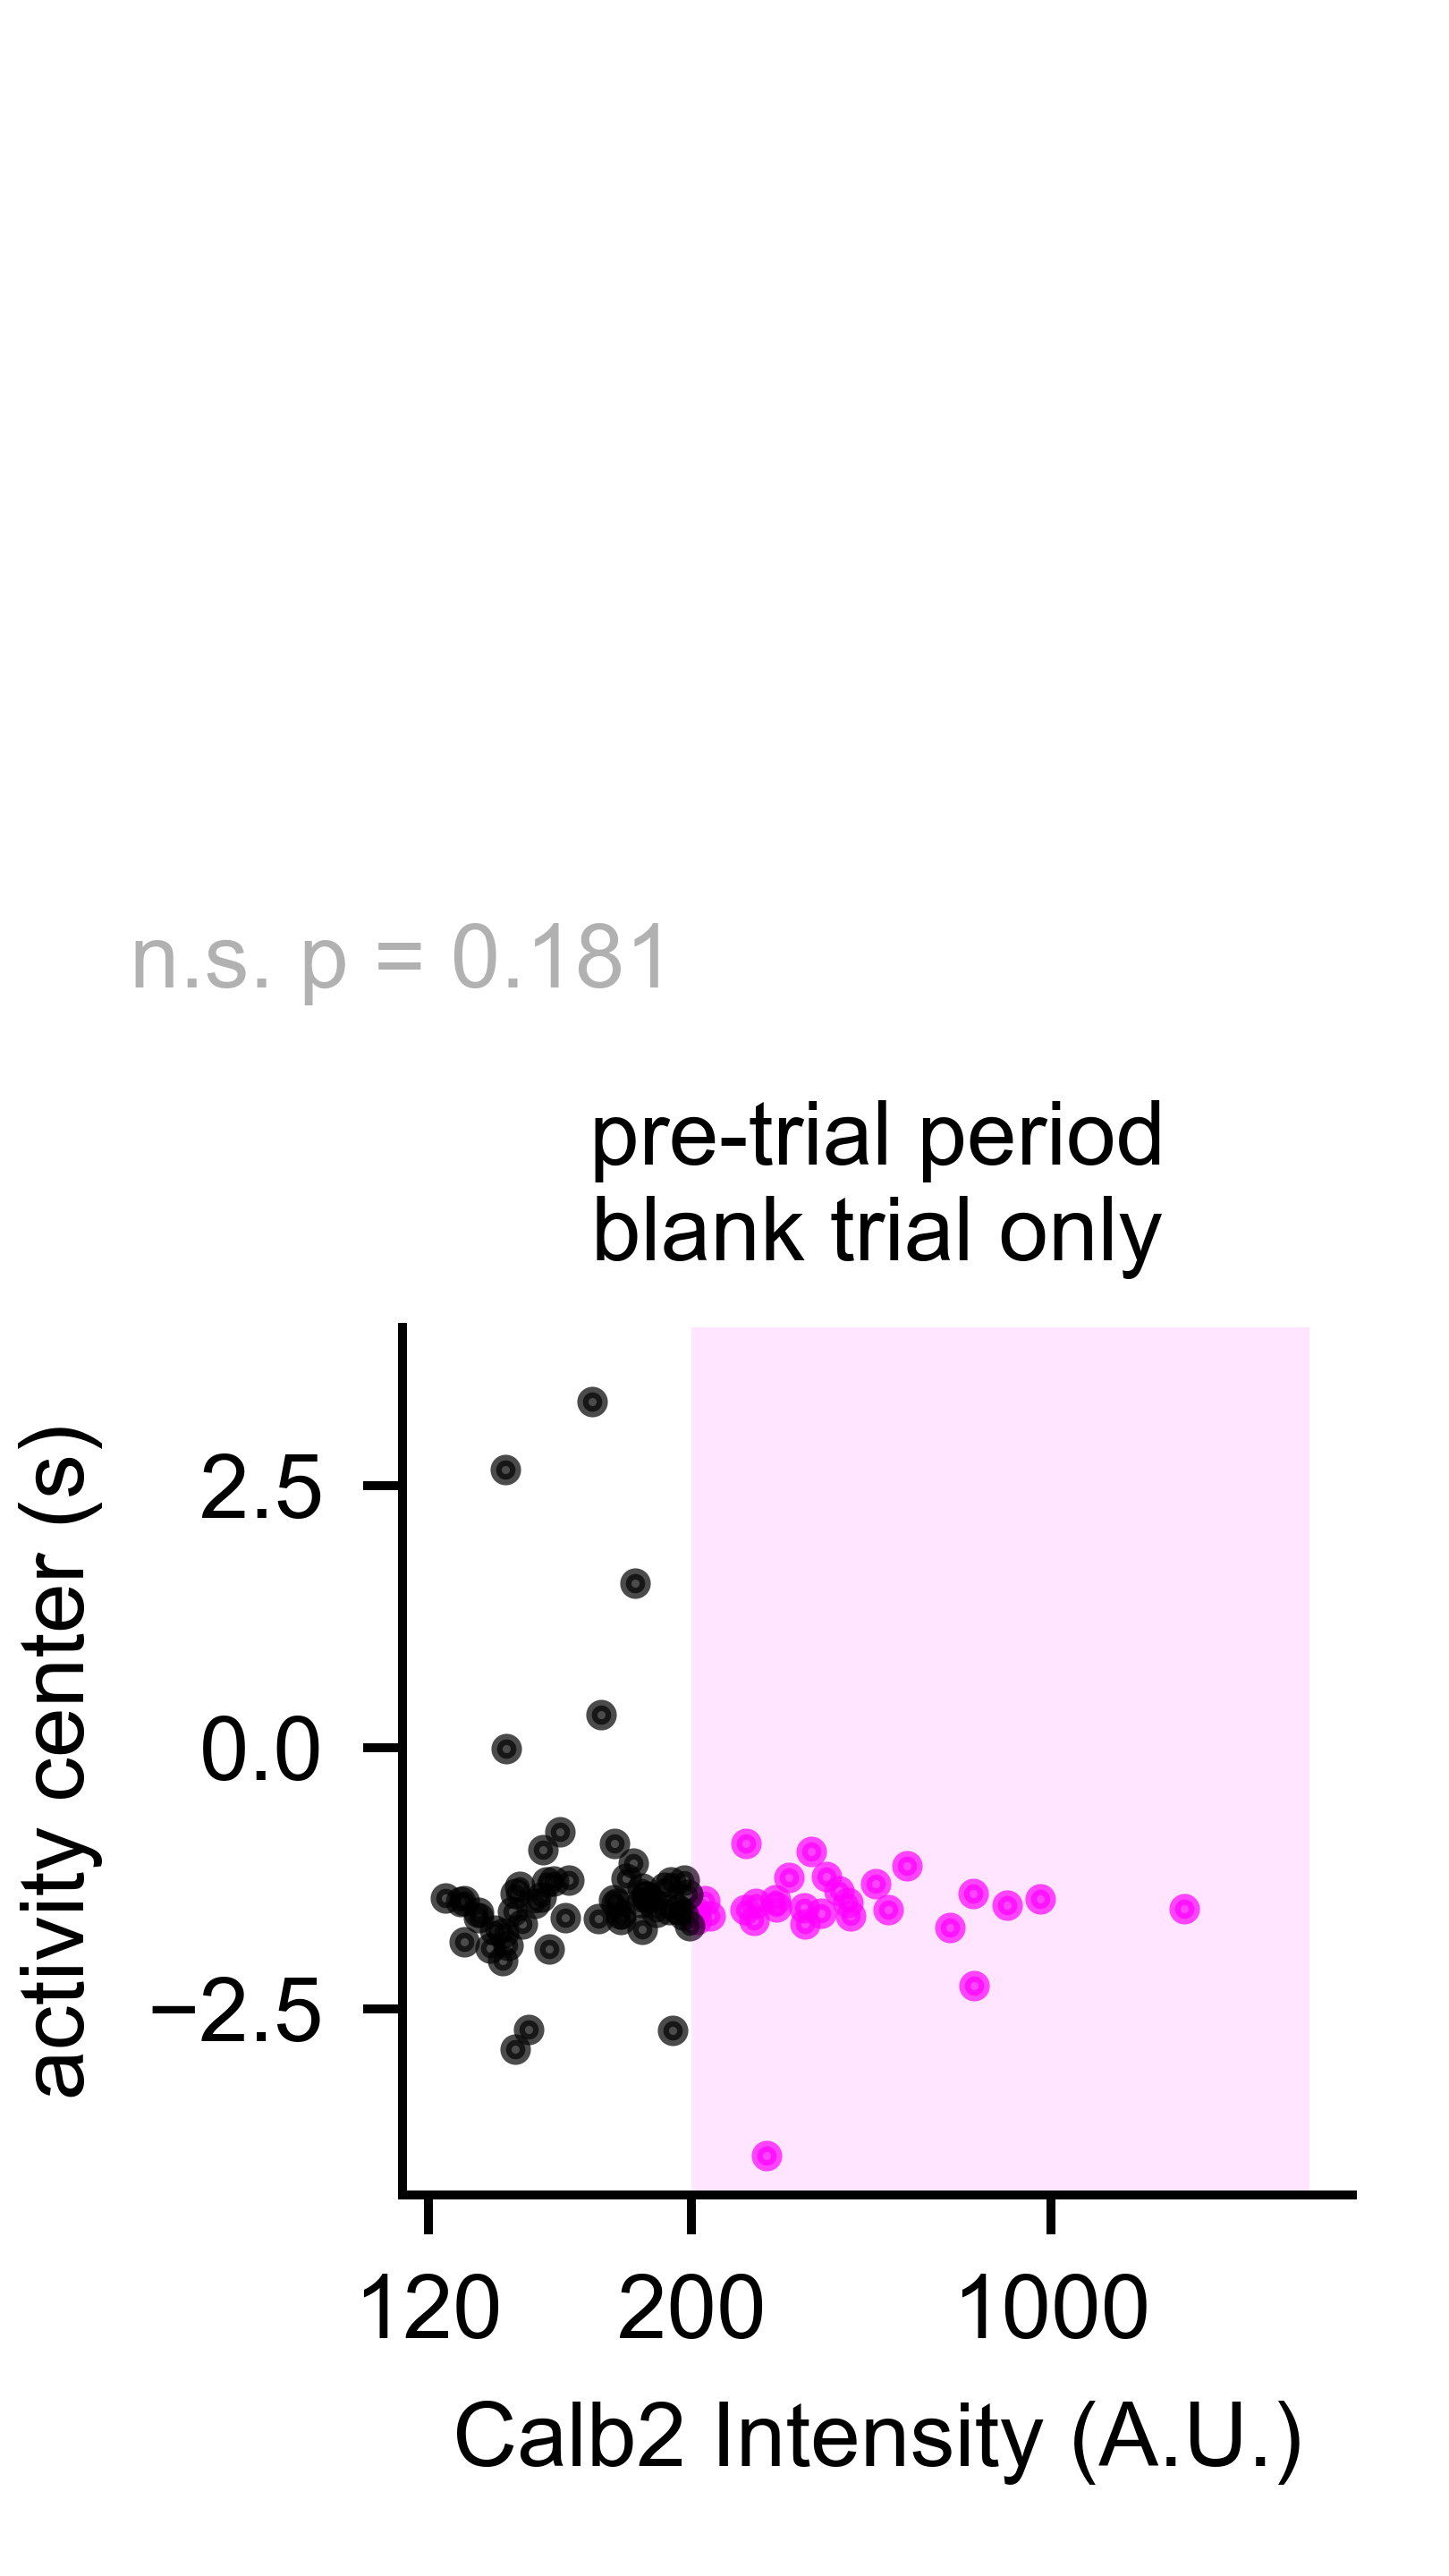 n.s. p = 0.181
pre-trial period
blank trial only
activity center (s)
2.5
0.0
−2.5
120 200 1000
Calb2 Intensity (A.U.)